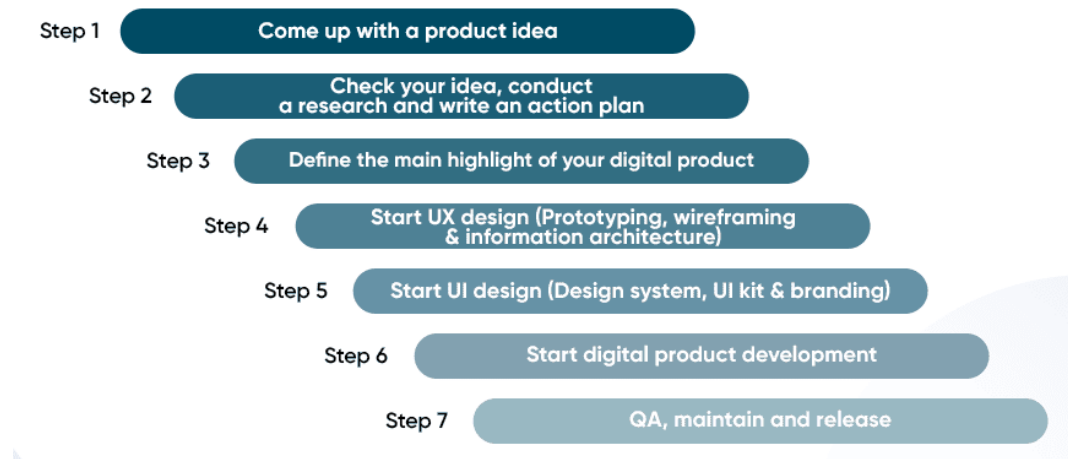 Step 1 Come up with a product idea
Step 2 Check your idea, conduct
a research and write an action plan
Step 3 Define the main highlight of your digital product
Step 4 Start UX design (Prototyping, wireframing
& information architecture)
Step 5 Start UI design (Design system, UI kit & branding)
Step 6 Start digital product development
Step 7 QA, maintain and release